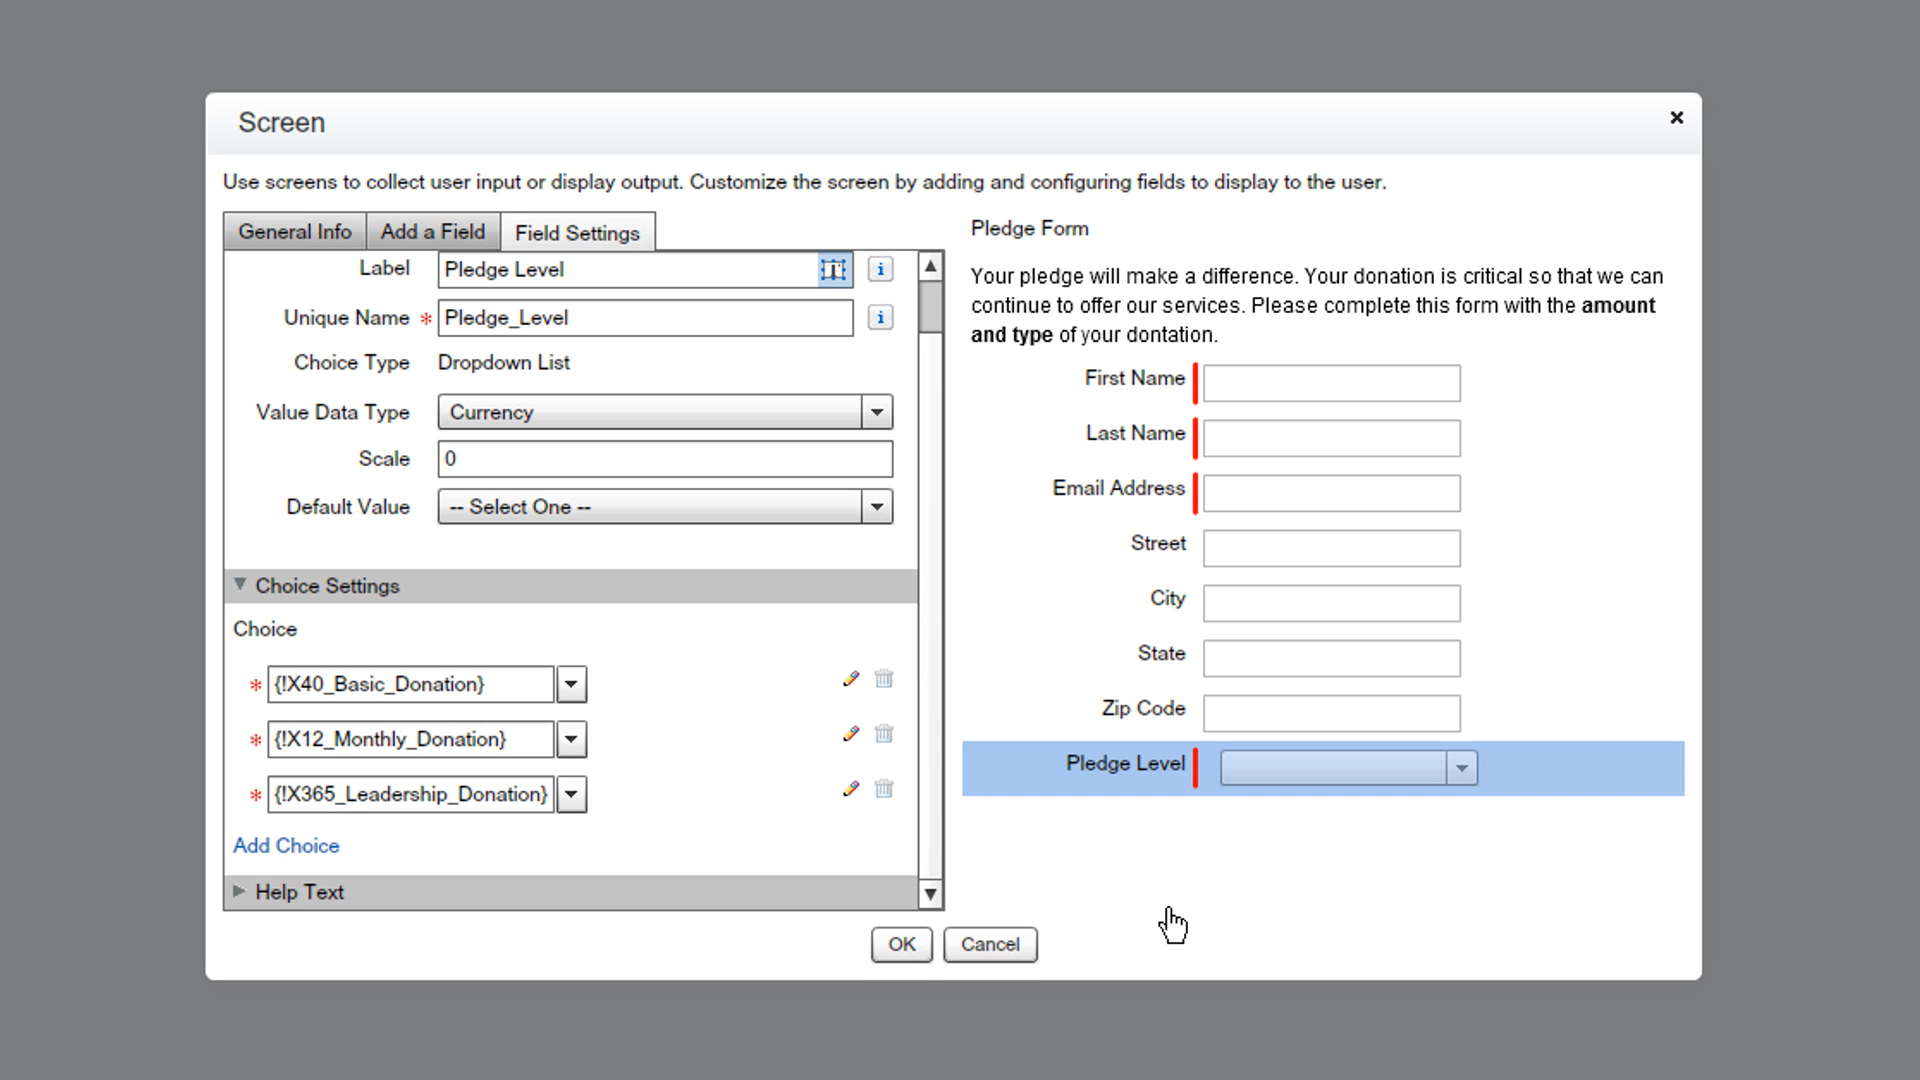 Screen
Use screens to collect user input or display output. Customize the screen by adding and configuring fields to display to the user.
General Info
Add a Field
Field Settings
Label
Pledge Level
Unique Name * Pledge_Level
Choice Type Dropdown List
Value Data Type Currency
Scale 0
Default Value -- Select One --
Choice Settings
Choice
* {!X40_Basic_Donation}
* {!X12_Monthly_Donation}
* {!X365_Leadership_Donation}
Add Choice
Help Text
Pledge Form
Your pledge will make a difference. Your donation is critical so that we can
continue to offer our services. Please complete this form with the amount
and type of your dontation.
First Name
Last Name
Email Address
Street
City
State
Zip Code
Pledge Level
OK
Cancel